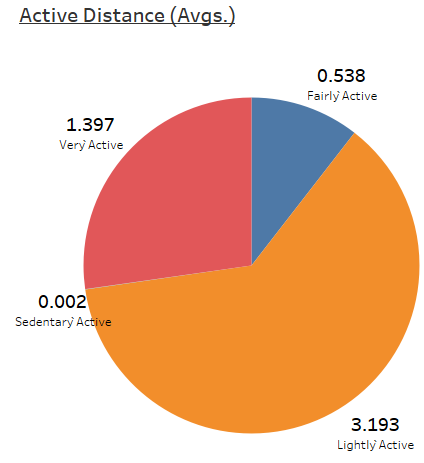 Active Distance (Avgs.)
0.538
Fairly Active
1.397
Very Active
0.002
Sedentary Active
3.193
Lightly Active